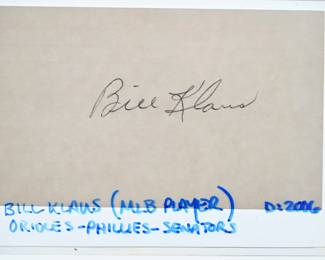 Bill Klaus
BILL KLAUS (MLB PLAYER) D: 2006
ORIOLES-PHILLIES-SENATORS